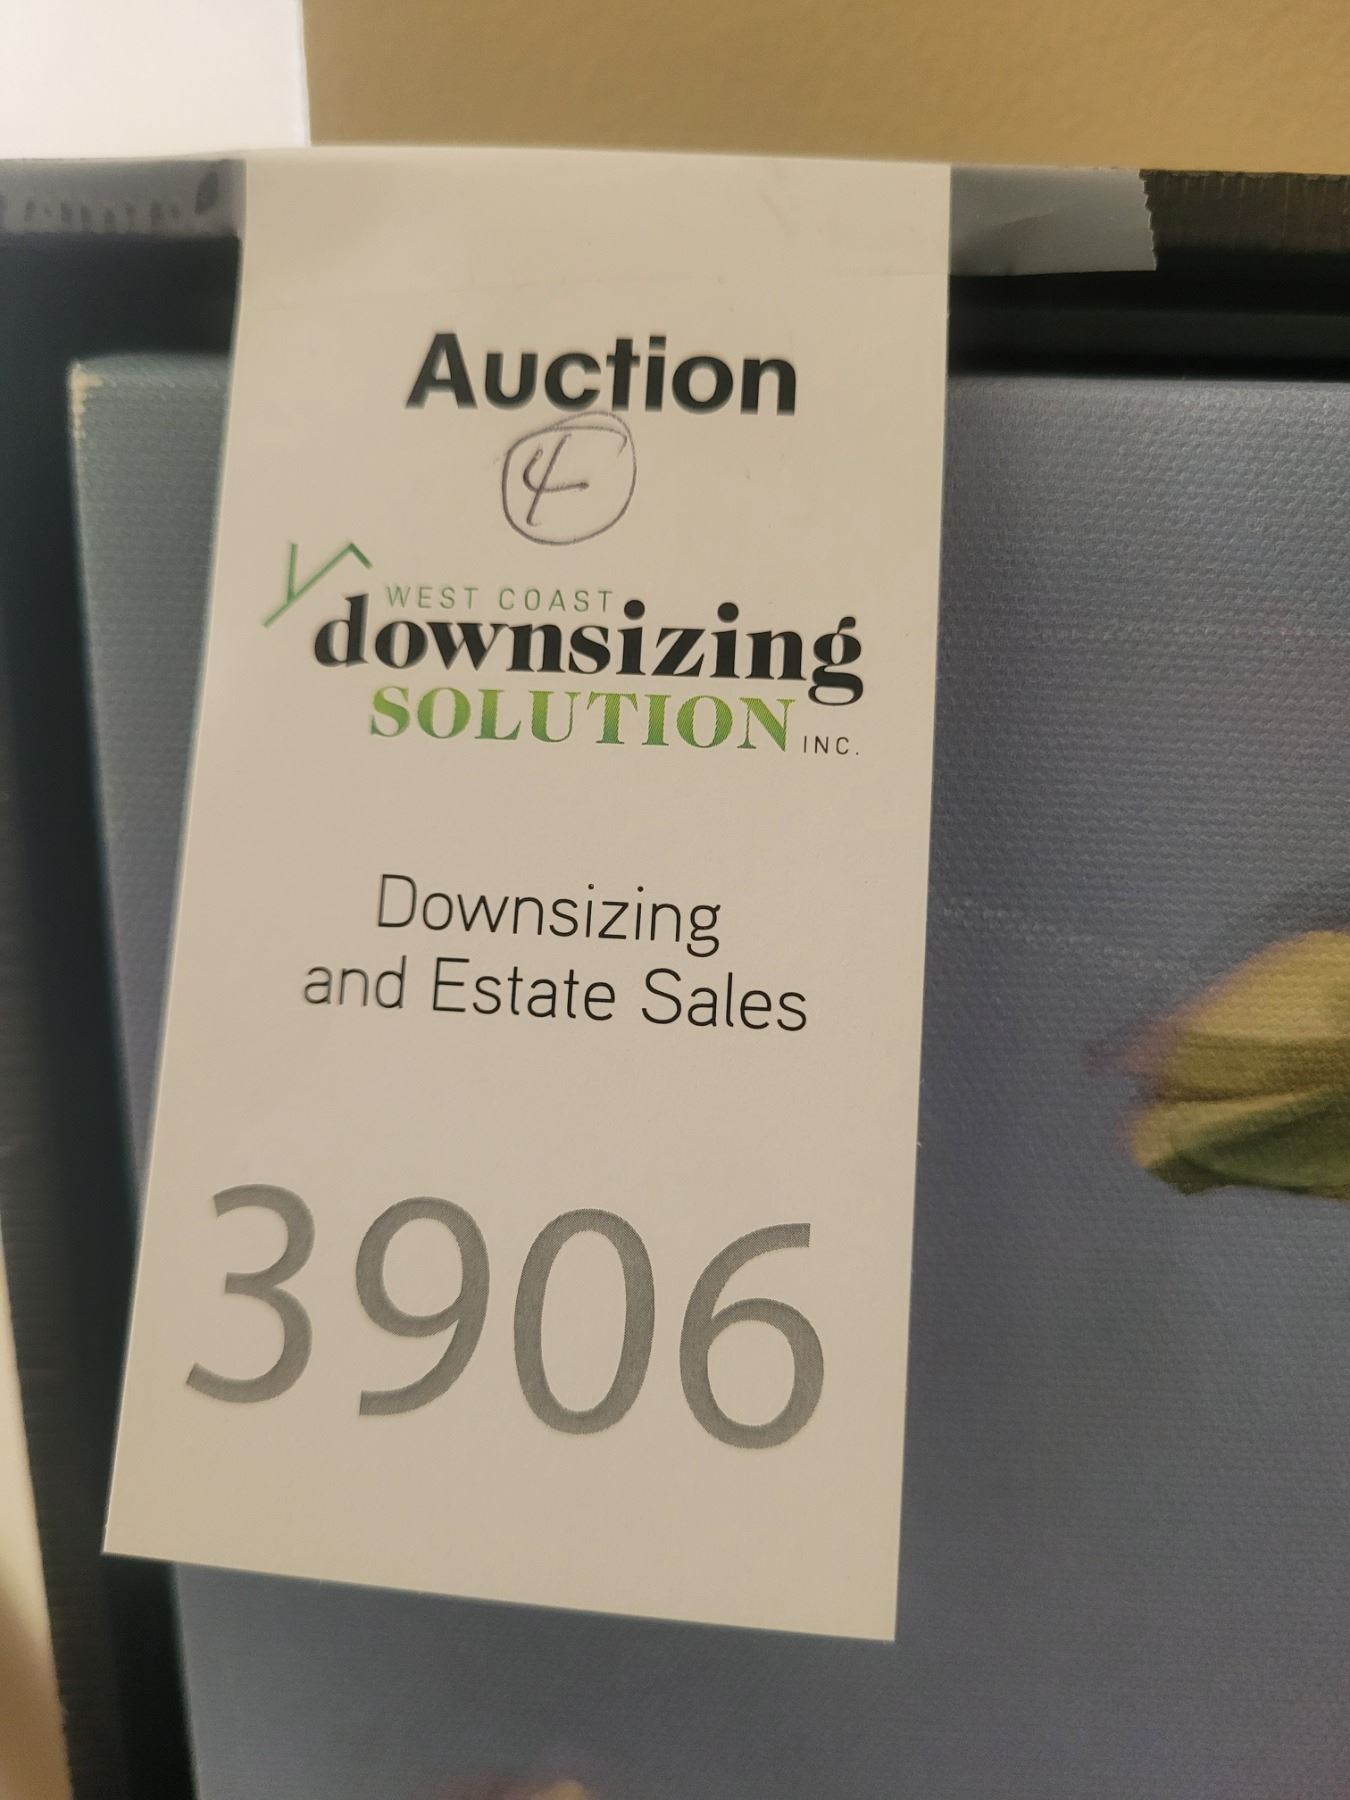 Auction
4
WEST COAST
downsizing
SOLUTION INC.
Downsizing
and Estate Sales
3906